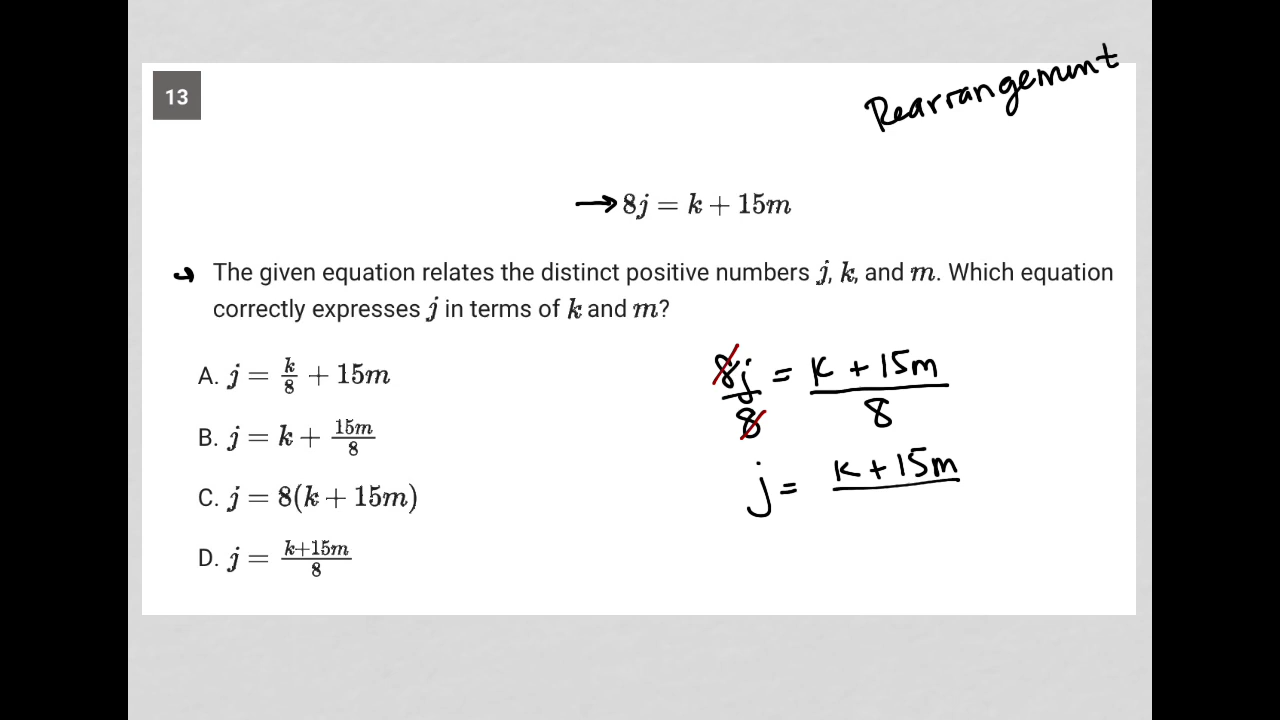 13
Rearrangement
→ 8j = k + 15m
The given equation relates the distinct positive numbers j, k, and m. Which equation
correctly expresses j in terms of k and m?
A. j = k/8 + 15m
B. j = k + 15m/8
C. j = 8(k + 15m)
D. j = (k+15m)/8
8j/8 = (k + 15m)/8
j = k + 15m